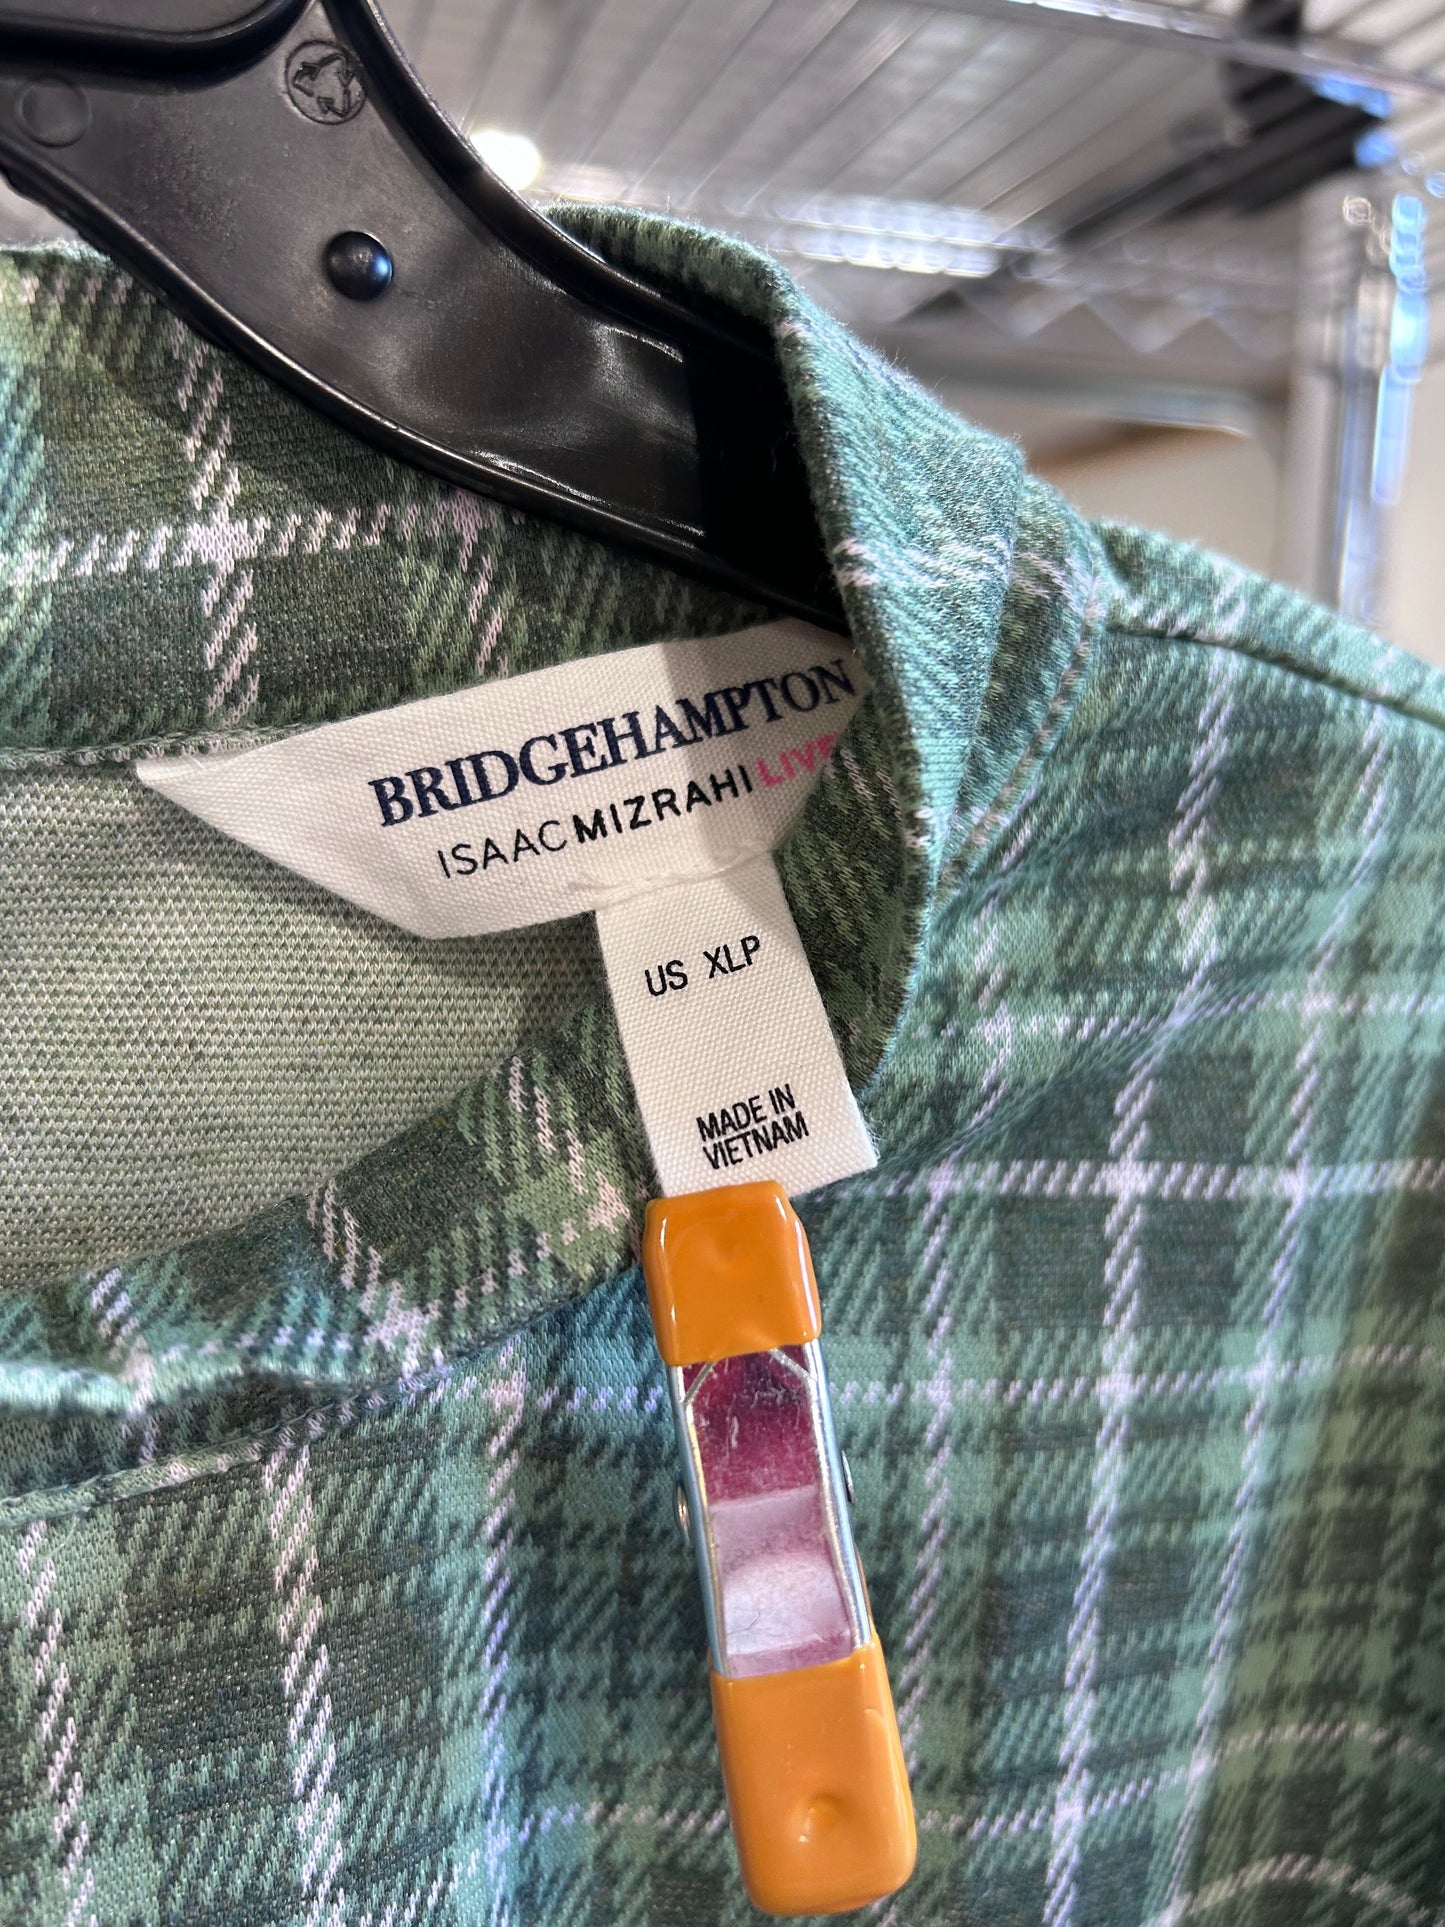 BRIDGEHAMPTON
ISAACMIZRAHILIVE
US XLP
MADE IN
VIETNAM